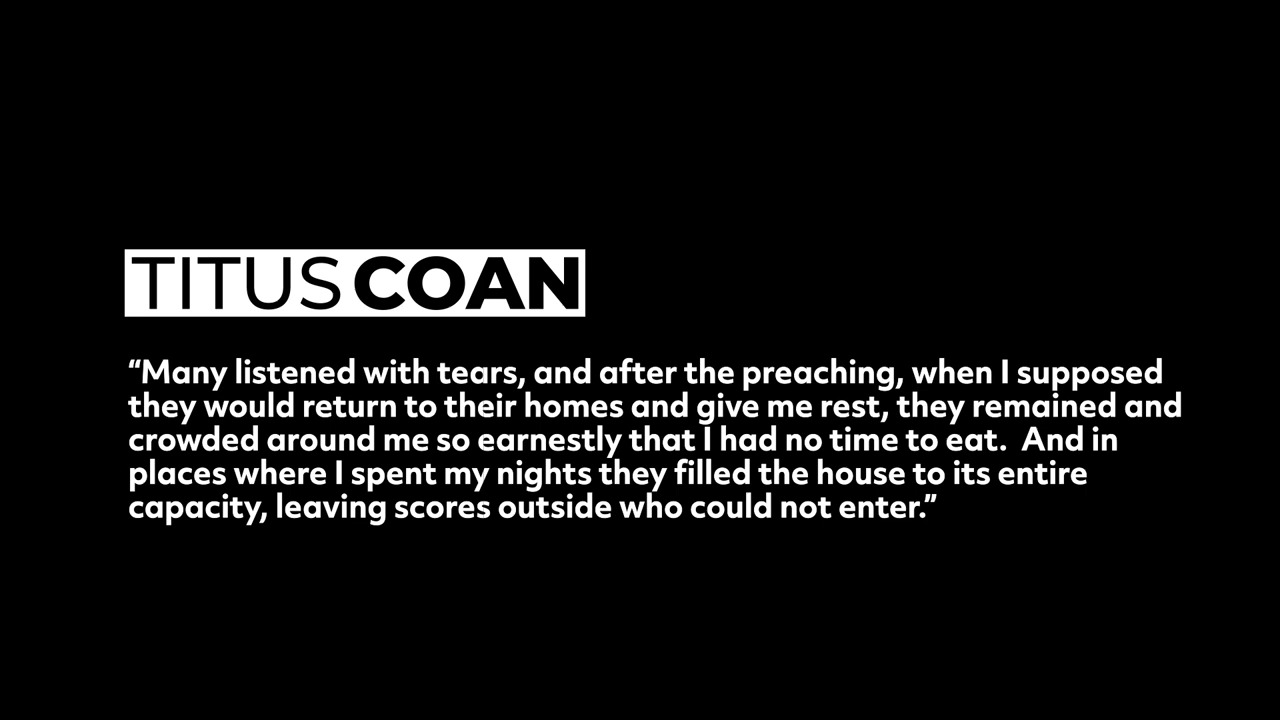 TITUS COAN
“Many listened with tears, and after the preaching, when I supposed
they would return to their homes and give me rest, they remained and
crowded around me so earnestly that I had no time to eat.  And in
places where I spent my nights they filled the house to its entire
capacity, leaving scores outside who could not enter.”